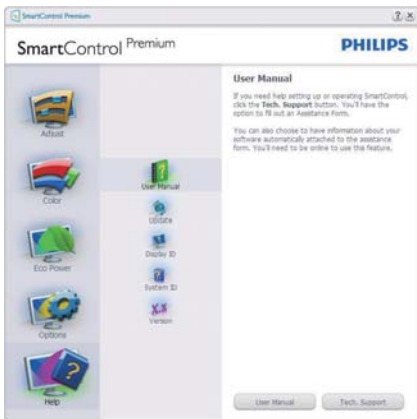 SmartControl Premium
SmartControl Premium
PHILIPS
Adjust
Color
Eco Power
Options
Help
User Manual
Update
Display ID
System ID
Version
User Manual
If you need help setting up or operating SmartControl,
click the Tech. Support button. You'll have the
option to fill out an Assistance Form.
You can also choose to have information about your
software automatically attached to the assistance
form. You'll need to be online to use this feature.
User Manual
Tech. Support